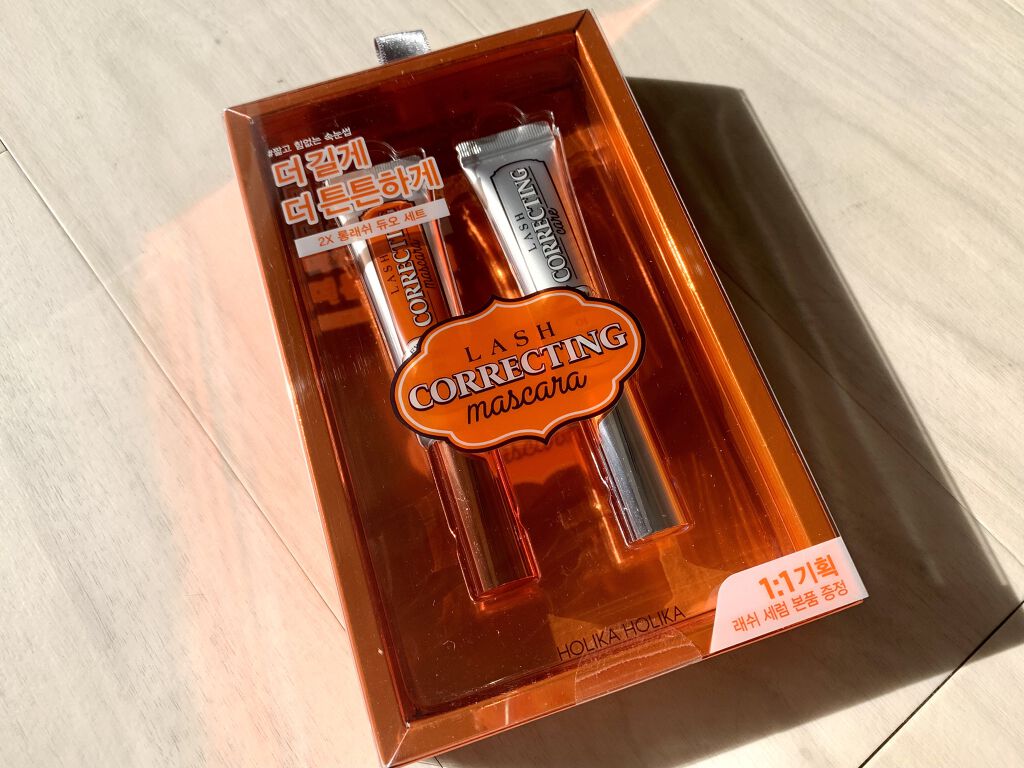 #짧고 힘없는 속눈썹
더 길게
더 튼튼하게
2X 롱래쉬 듀오 세트
LASH
CORRECTING
mascara
LASH
CORRECTING
care
LASH
CORRECTING
mascara
1:1 기획
래쉬 세럼 본품 증정
HOLIKA HOLIKA